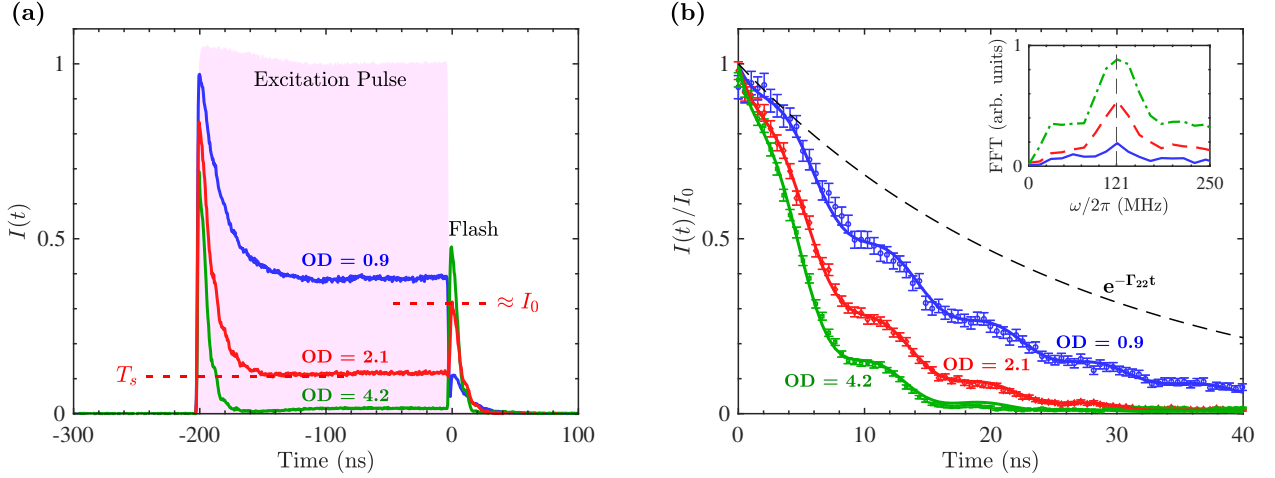 (a)
I(t)
1
0.5
0
Excitation Pulse
Flash
OD = 0.9
≈ I₀
OD = 2.1
Tₛ
OD = 4.2
-300
-200
-100
0
100
Time (ns)
(b)
I(t)/I₀
1
0.5
0
FFT (arb. units)
1
0
0
121
250
ω/2π (MHz)
e^{−Γ₂₂t}
OD = 0.9
OD = 2.1
OD = 4.2
0
10
20
30
40
Time (ns)